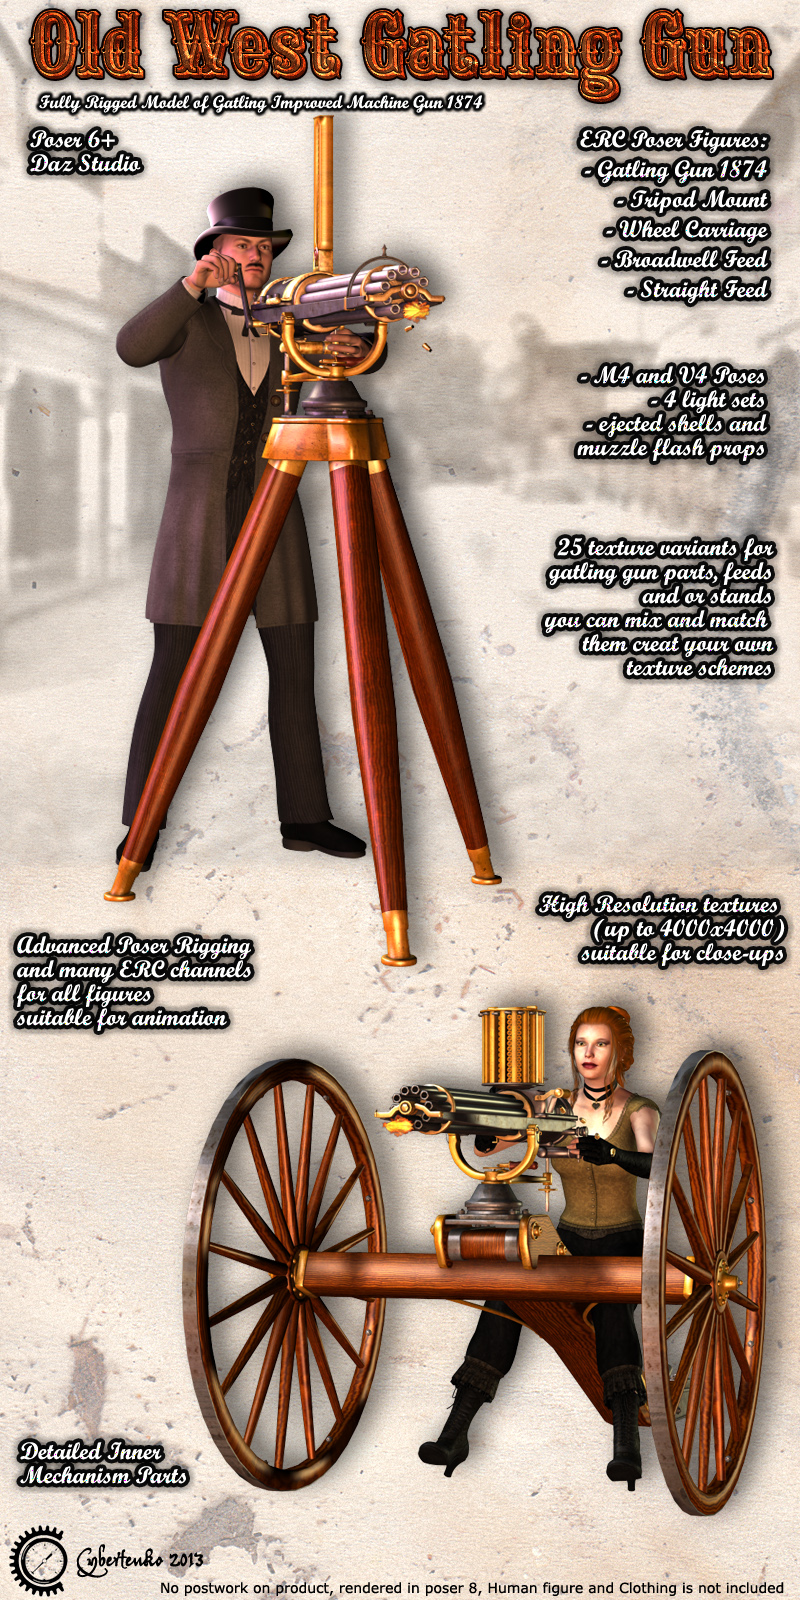 Old West Gatling Gun
Fully Rigged Model of Gatling Improved Machine Gun 1874
Poser 6+
Daz Studio
ERC Poser Figures:
- Gatling Gun 1874
- Tripod Mount
- Wheel Carriage
- Broadwell Feed
- Straight Feed
- M4 and V4 Poses
- 4 light sets
- ejected shells and
muzzle flash props
25 texture variants for
gatling gun parts, feeds
and or stands
you can mix and match
them creat your own
texture schemes
High Resolution textures
(up to 4000x4000)
suitable for close-ups
Advanced Poser Rigging
and many ERC channels
for all figures
suitable for animation
Detailed Inner
Mechanism Parts
Cybertenko 2013
No postwork on product, rendered in poser 8, Human figure and Clothing is not included